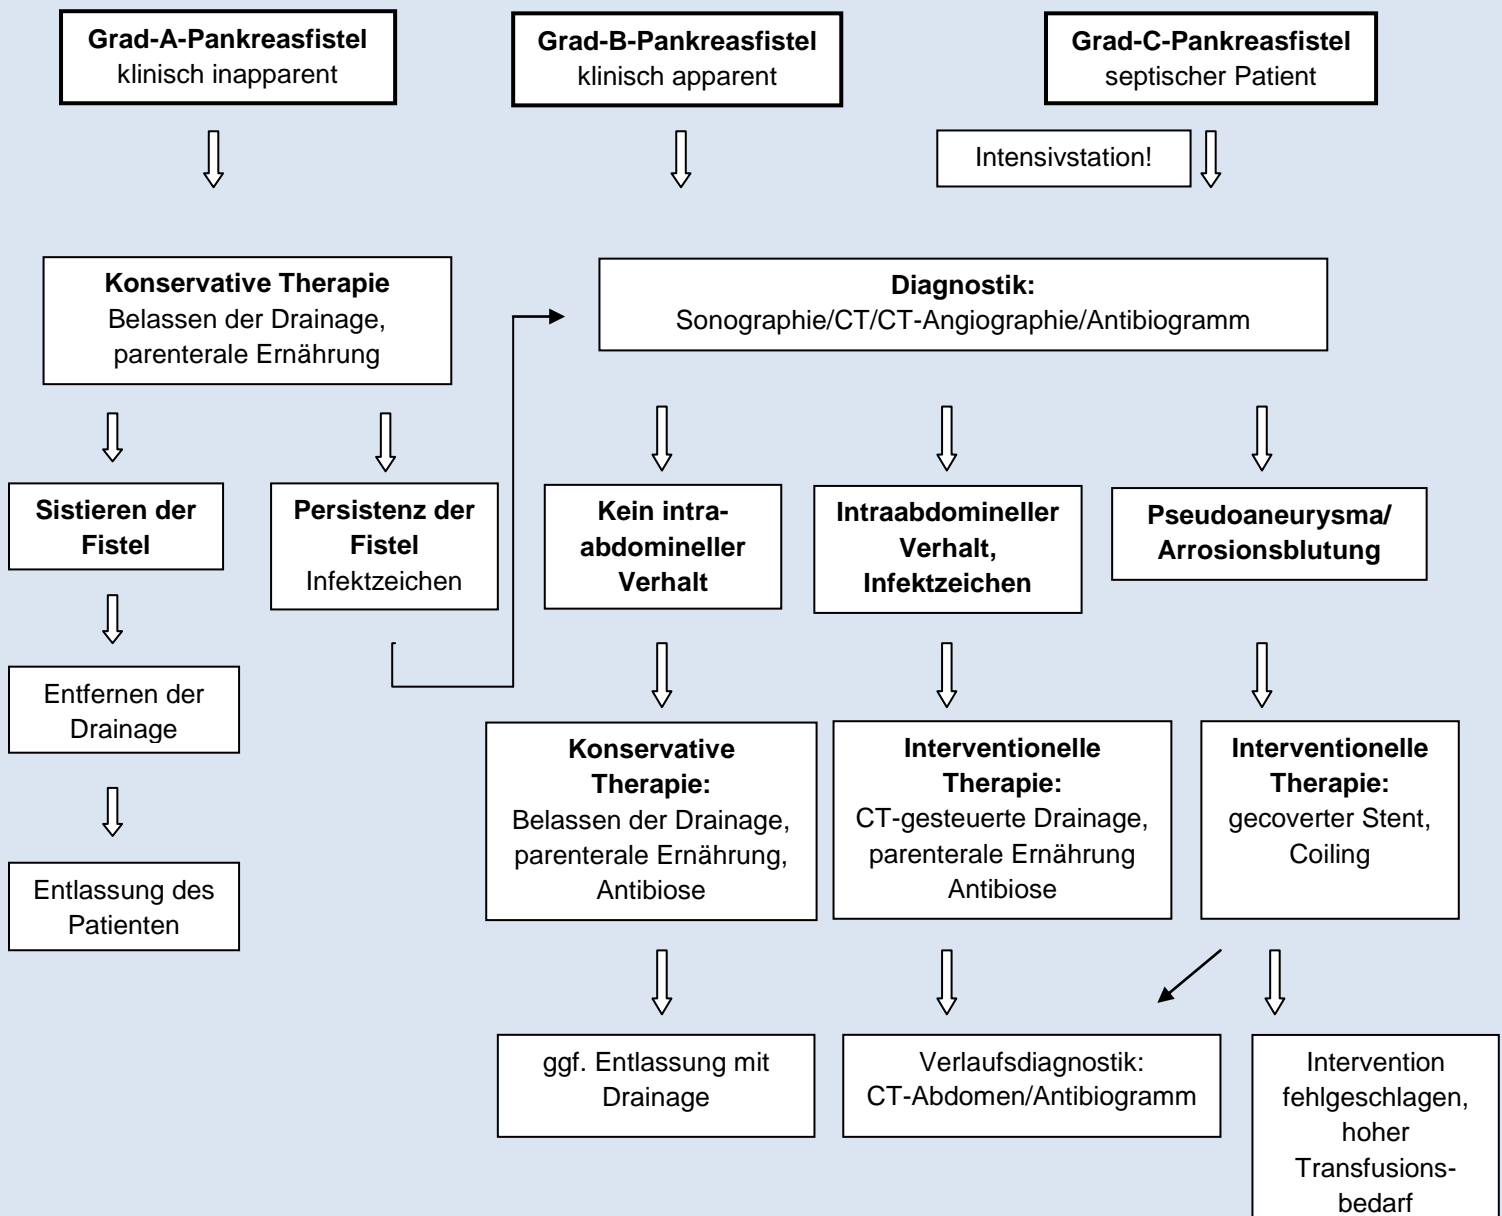 Grad-A-Pankreasfistel
klinisch inapparent
Grad-B-Pankreasfistel
klinisch apparent
Grad-C-Pankreasfistel
septischer Patient
Intensivstation!
Konservative Therapie
Belassen der Drainage,
parenterale Ernährung
Diagnostik:
Sonographie/CT/CT-Angiographie/Antibiogramm
Sistieren der
Fistel
Persistenz der
Fistel
Infektzeichen
Kein intra-
abdomineller
Verhalt
Intraabdomineller
Verhalt,
Infektzeichen
Pseudoaneurysma/
Arrosionsblutung
Entfernen der
Drainage
Konservative
Therapie:
Belassen der Drainage,
parenterale Ernährung,
Antibiose
Interventionelle
Therapie:
CT-gesteuerte Drainage,
parenterale Ernährung
Antibiose
Interventionelle
Therapie:
gecoverter Stent,
Coiling
Entlassung des
Patienten
ggf. Entlassung mit
Drainage
Verlaufsdiagnostik:
CT-Abdomen/Antibiogramm
Intervention
fehlgeschlagen,
hoher
Transfusions-
bedarf